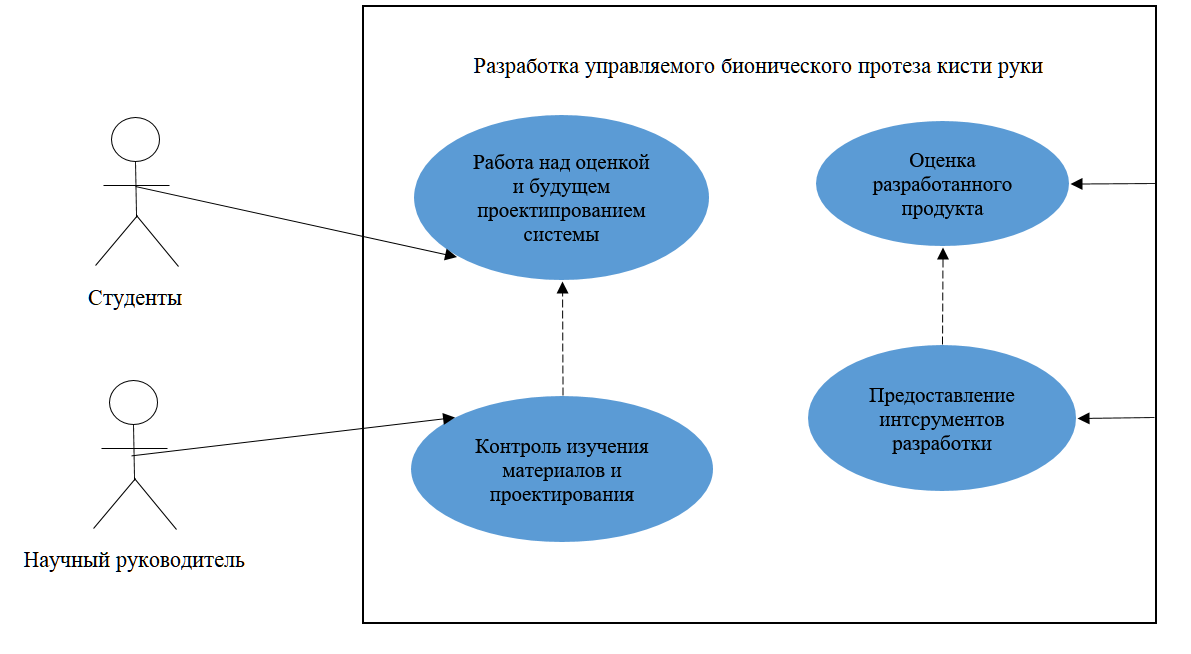 Разработка управляемого бионического протеза кисти руки
Работа над оценкой
и будущем
проектипрованием
системы
Оценка
разработанного
продукта
Студенты
Контроль изучения
материалов и
проектирования
Предоставление
интсрументов
разработки
Научный руководитель